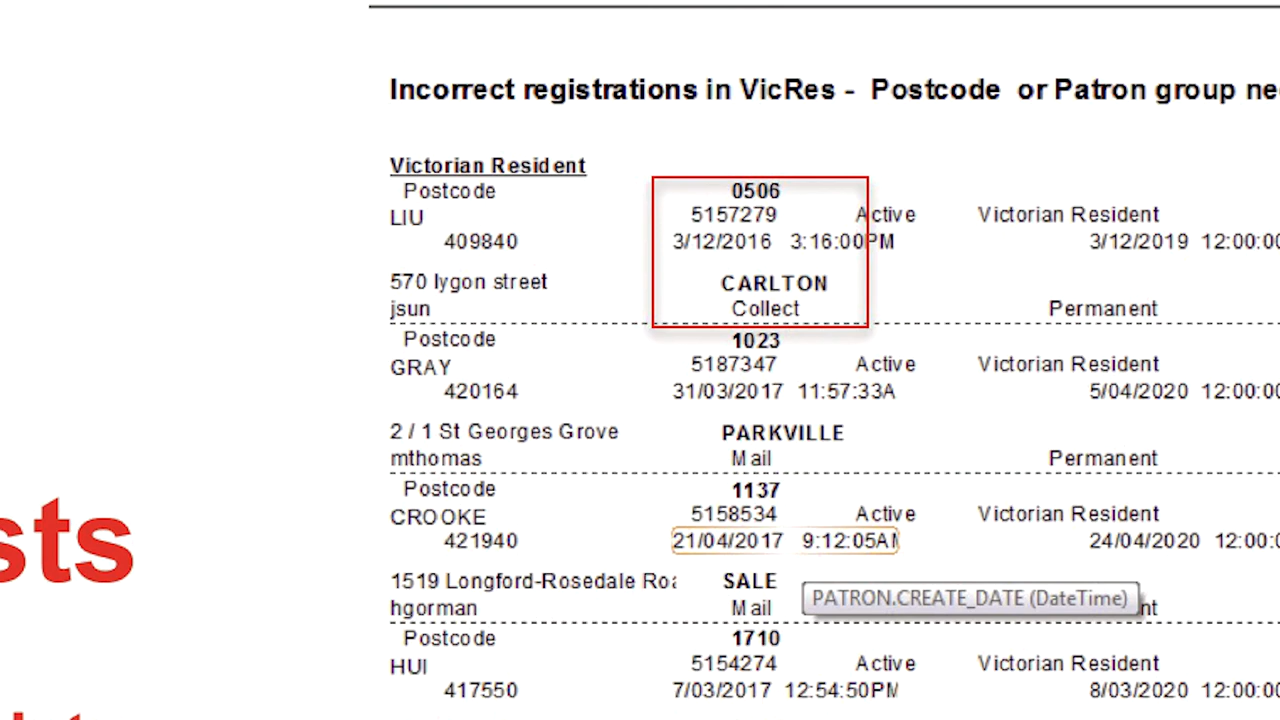 Incorrect registrations in VicRes - Postcode or Patron group
Victorian Resident
Postcode 0506
LIU 5157279 Active Victorian Resident
409840 3/12/2016 3:16:00PM 3/12/2019 12:00:00
570 lygon street CARLTON
jsun Collect Permanent
Postcode 1023
GRAY 5187347 Active Victorian Resident
420164 31/03/2017 11:57:33A 5/04/2020 12:00:00
2 / 1 St Georges Grove PARKVILLE
mthomas Mail Permanent
Postcode 1137
CROOKE 5158534 Active Victorian Resident
421940 21/04/2017 9:12:05AM 24/04/2020 12:00:0
1519 Longford-Rosedale Roa SALE
hgorman Mail
PATRON.CREATE_DATE (DateTime)
Postcode 1710
HUI 5154274 Active Victorian Resident
417550 7/03/2017 12:54:50PM 8/03/2020 12:00:00
sts